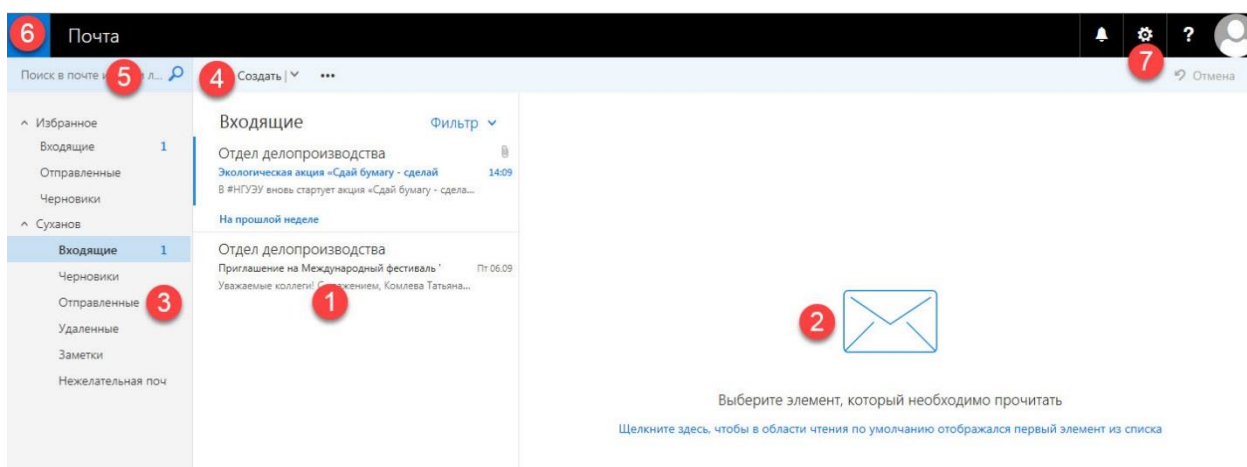 6 Почта ?
7
Поиск в почте и 5 л... 4 Создать | ... Отмена
Избранное
Входящие 1
Отправленные
Черновики
Суханов
Входящие 1
Черновики
Отправленные 3
Удаленные
Заметки
Нежелательная поч
Входящие Фильтр
Отдел делопроизводства
Экологическая акция «Сдай бумагу - сделай 14:09
В #НГУЭУ вновь стартует акция «Сдай бумагу - сдела...
На прошлой неделе
Отдел делопроизводства
Приглашение на Международный фестиваль ' Пт 06.09
Уважаемые коллеги! Комлева Татьяна...
1
2
Выберите элемент, который необходимо прочитать
Щелкните здесь, чтобы в области чтения по умолчанию отображался первый элемент из списка